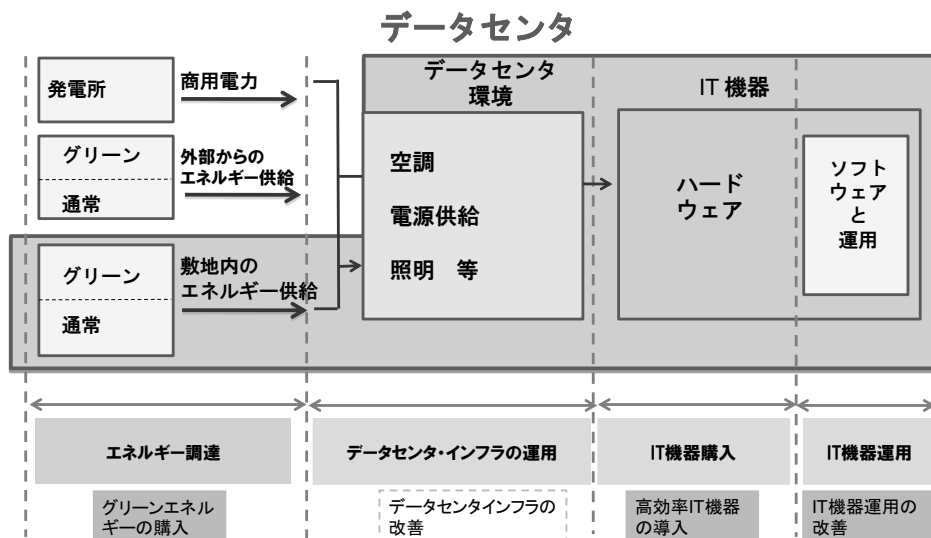 データセンタ
発電所
商用電力
グリーン
通常
外部からの
エネルギー供給
グリーン
通常
敷地内の
エネルギー供給
データセンタ
環境
空調
電源供給
照明 等
IT 機器
ハード
ウェア
ソフト
ウェア
と
運用
エネルギー調達
データセンタ・インフラの運用
IT機器購入
IT機器運用
グリーンエネル
ギーの購入
データセンタインフラの
改善
高効率IT機器
の導入
IT機器運用の
改善